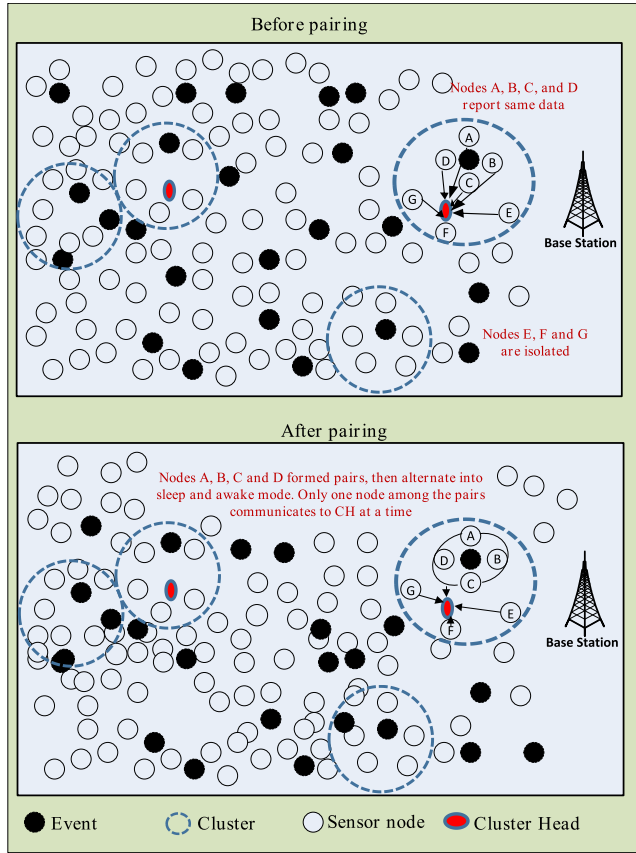 Before pairing
Nodes A, B, C, and D
report same data
A
D
B
C
G
E
F
Base Station
Nodes E, F and G
are isolated
After pairing
Nodes A, B, C and D formed pairs, then alternate into
sleep and awake mode. Only one node among the pairs
communicates to CH at a time
A
D
B
C
G
E
F
Base Station
Event
Cluster
Sensor node
Cluster Head